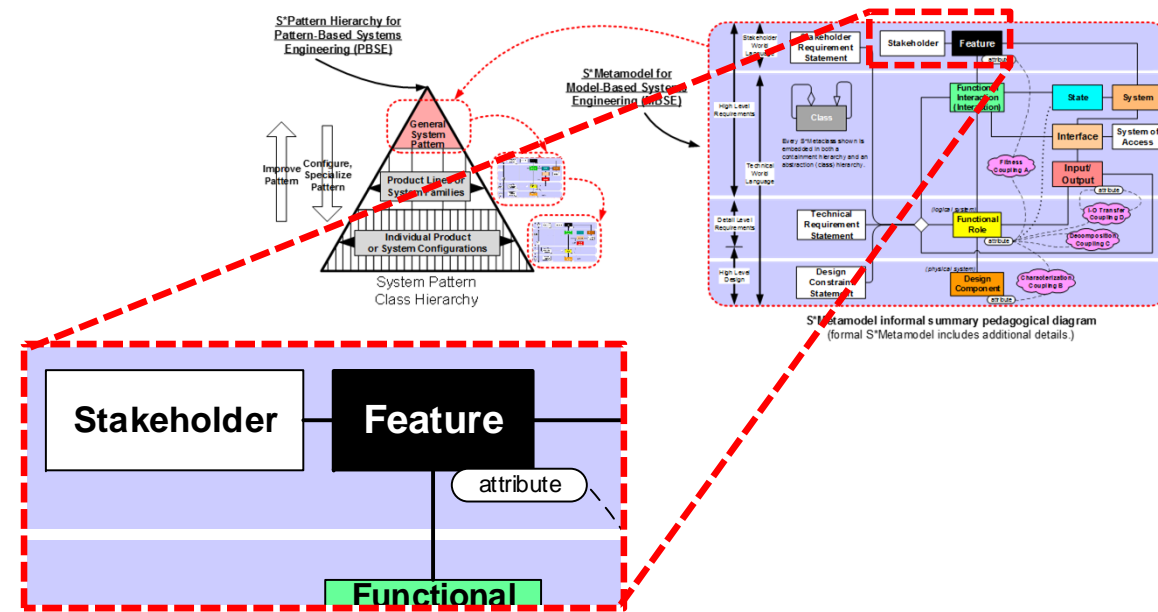 S*Pattern Hierarchy for
Pattern-Based Systems
Engineering (PBSE)
S*Metamodel for
Model-Based Systems
Engineering (MBSE)
General
System
Pattern
Improve
Pattern
Configure,
Specialize
Pattern
Product Lines or
System Families
Individual Product
or System Configurations
System Pattern
Class Hierarchy
Stakeholder
World
Language
High Level
Requirements
Technical
World
Language
Detail Level
Requirements
High Level
Design
Stakeholder
Requirement
Statement
Stakeholder
Feature
attribute
Functional
Interaction
(Interaction)
State
System
Class
Every S*Metaclass shown is
embedded in both a
containment hierarchy and an
abstraction (class) hierarchy.
Interface
System of
Access
Fitness
Coupling A
Input/
Output
attribute
I-O Transfer
Coupling D
Technical
Requirement
Statement
(logical system)
Functional
Role
attribute
Decomposition
Coupling C
Design
Constraint
Statement
(physical system)
Design
Component
attribute
Characterization
Coupling B
S*Metamodel informal summary pedagogical diagram
(formal S*Metamodel includes additional details.)
Stakeholder
Feature
attribute
Functional